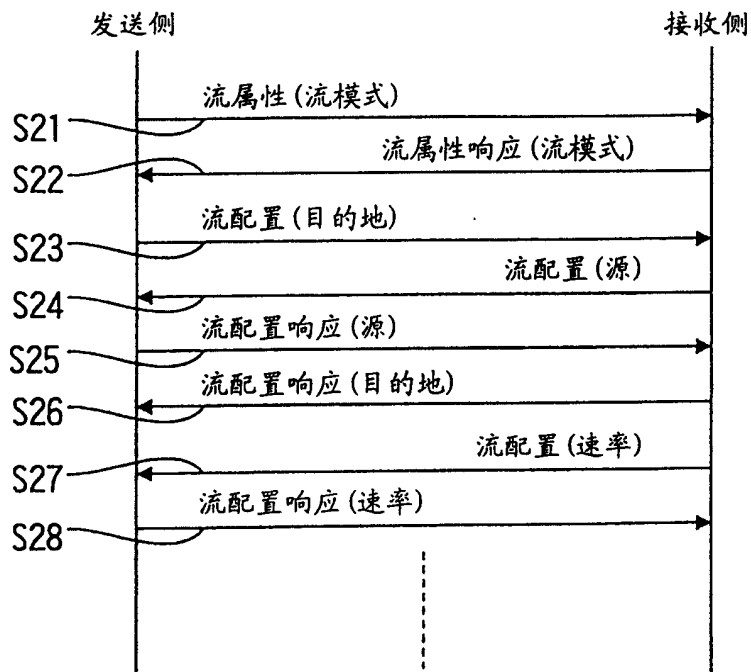 发送侧
接收侧
流属性(流模式)
S21
流属性响应(流模式)
S22
流配置(目的地)
S23
流配置(源)
S24
流配置响应(源)
S25
流配置响应(目的地)
S26
流配置(速率)
S27
流配置响应(速率)
S28